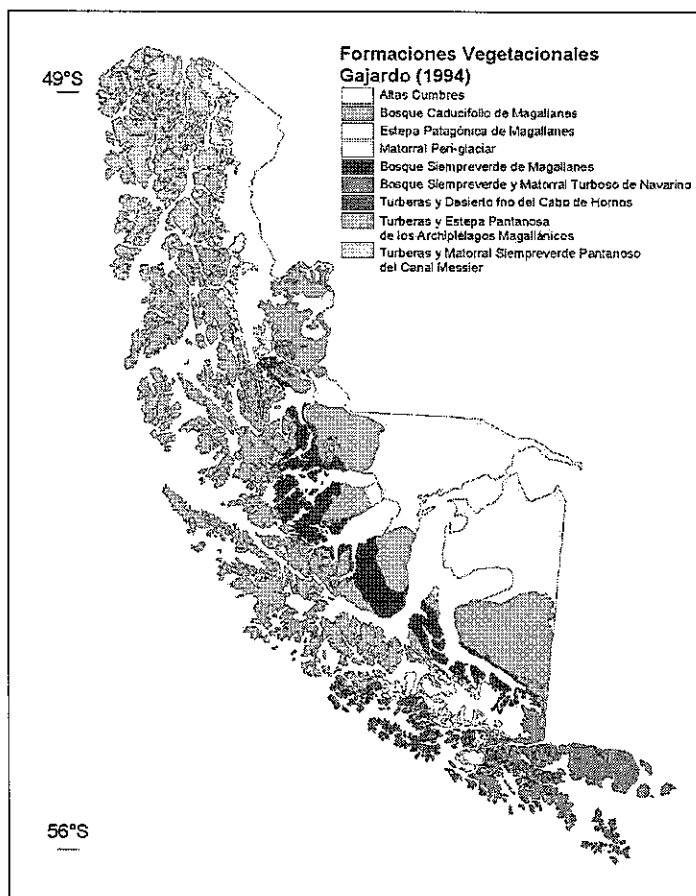 Formaciones Vegetacionales
Gajardo (1994)
49°S
Altas Cumbres
Bosque Caducifolio de Magallanes
Estepa Patagónica de Magallanes
Matorral Peri-glaciar
Bosque Siempreverde de Magallanes
Bosque Siempreverde y Matorral Turboso de Navarino
Turberas y Desierto frío del Cabo de Hornos
Turberas y Estepa Pantanosa
de los Archipiélagos Magallánicos
Turberas y Matorral Siempreverde Pantanoso
del Canal Messier
56°S